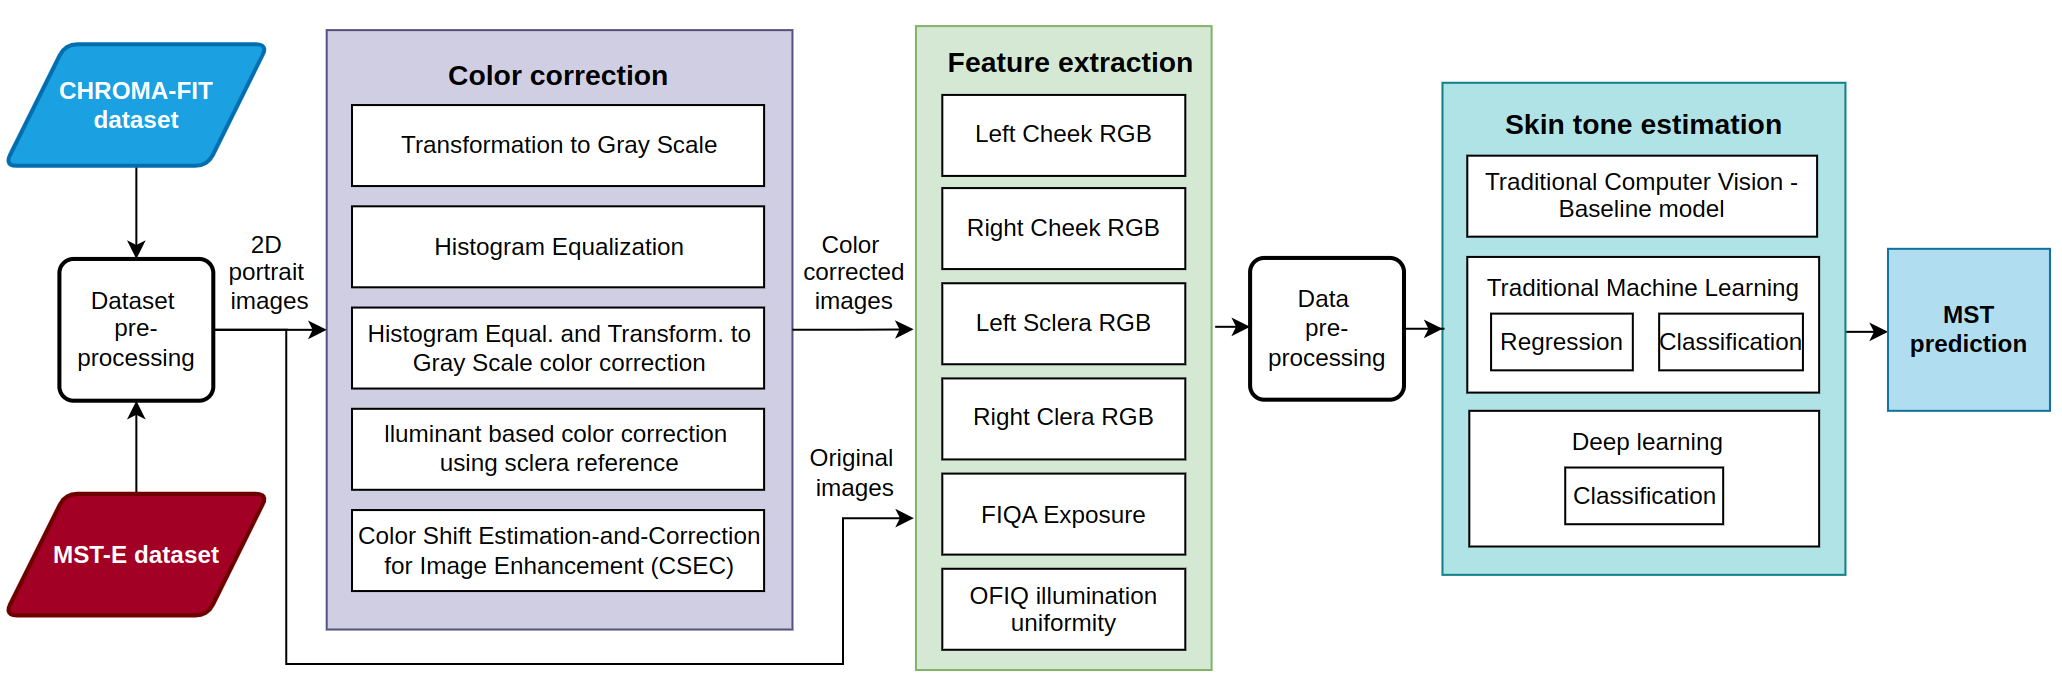 CHROMA-FIT
dataset
Dataset
pre-
processing
MST-E dataset
2D
portrait
images
Color correction
Transformation to Gray Scale
Histogram Equalization
Histogram Equal. and Transform. to
Gray Scale color correction
lluminant based color correction
using sclera reference
Color Shift Estimation-and-Correction
for Image Enhancement (CSEC)
Color
corrected
images
Original
images
Feature extraction
Left Cheek RGB
Right Cheek RGB
Left Sclera RGB
Right Clera RGB
FIQA Exposure
OFIQ illumination
uniformity
Data
pre-
processing
Skin tone estimation
Traditional Computer Vision -
Baseline model
Traditional Machine Learning
Regression
Classification
Deep learning
Classification
MST
prediction